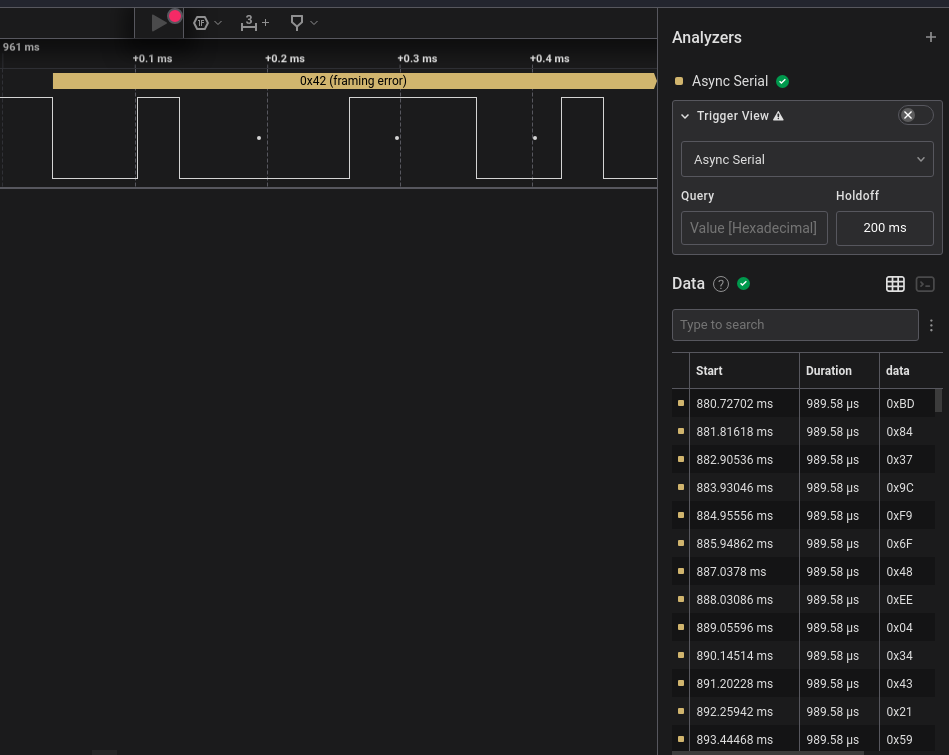 1F
3 +
961 ms
+0.1 ms +0.2 ms +0.3 ms +0.4 ms
0x42 (framing error)
Analyzers +
Async Serial
Trigger View
Async Serial
Query Holdoff
Value [Hexadecimal] 200 ms
Data ?
Type to search
Start Duration data
880.72702 ms 989.58 µs 0xBD
881.81618 ms 989.58 µs 0x84
882.90536 ms 989.58 µs 0x37
883.93046 ms 989.58 µs 0x9C
884.95556 ms 989.58 µs 0xF9
885.94862 ms 989.58 µs 0x6F
887.0378 ms 989.58 µs 0x48
888.03086 ms 989.58 µs 0xEE
889.05596 ms 989.58 µs 0x04
890.14514 ms 989.58 µs 0x34
891.20228 ms 989.58 µs 0x43
892.25942 ms 989.58 µs 0x21
893.44468 ms 989.58 µs 0x59